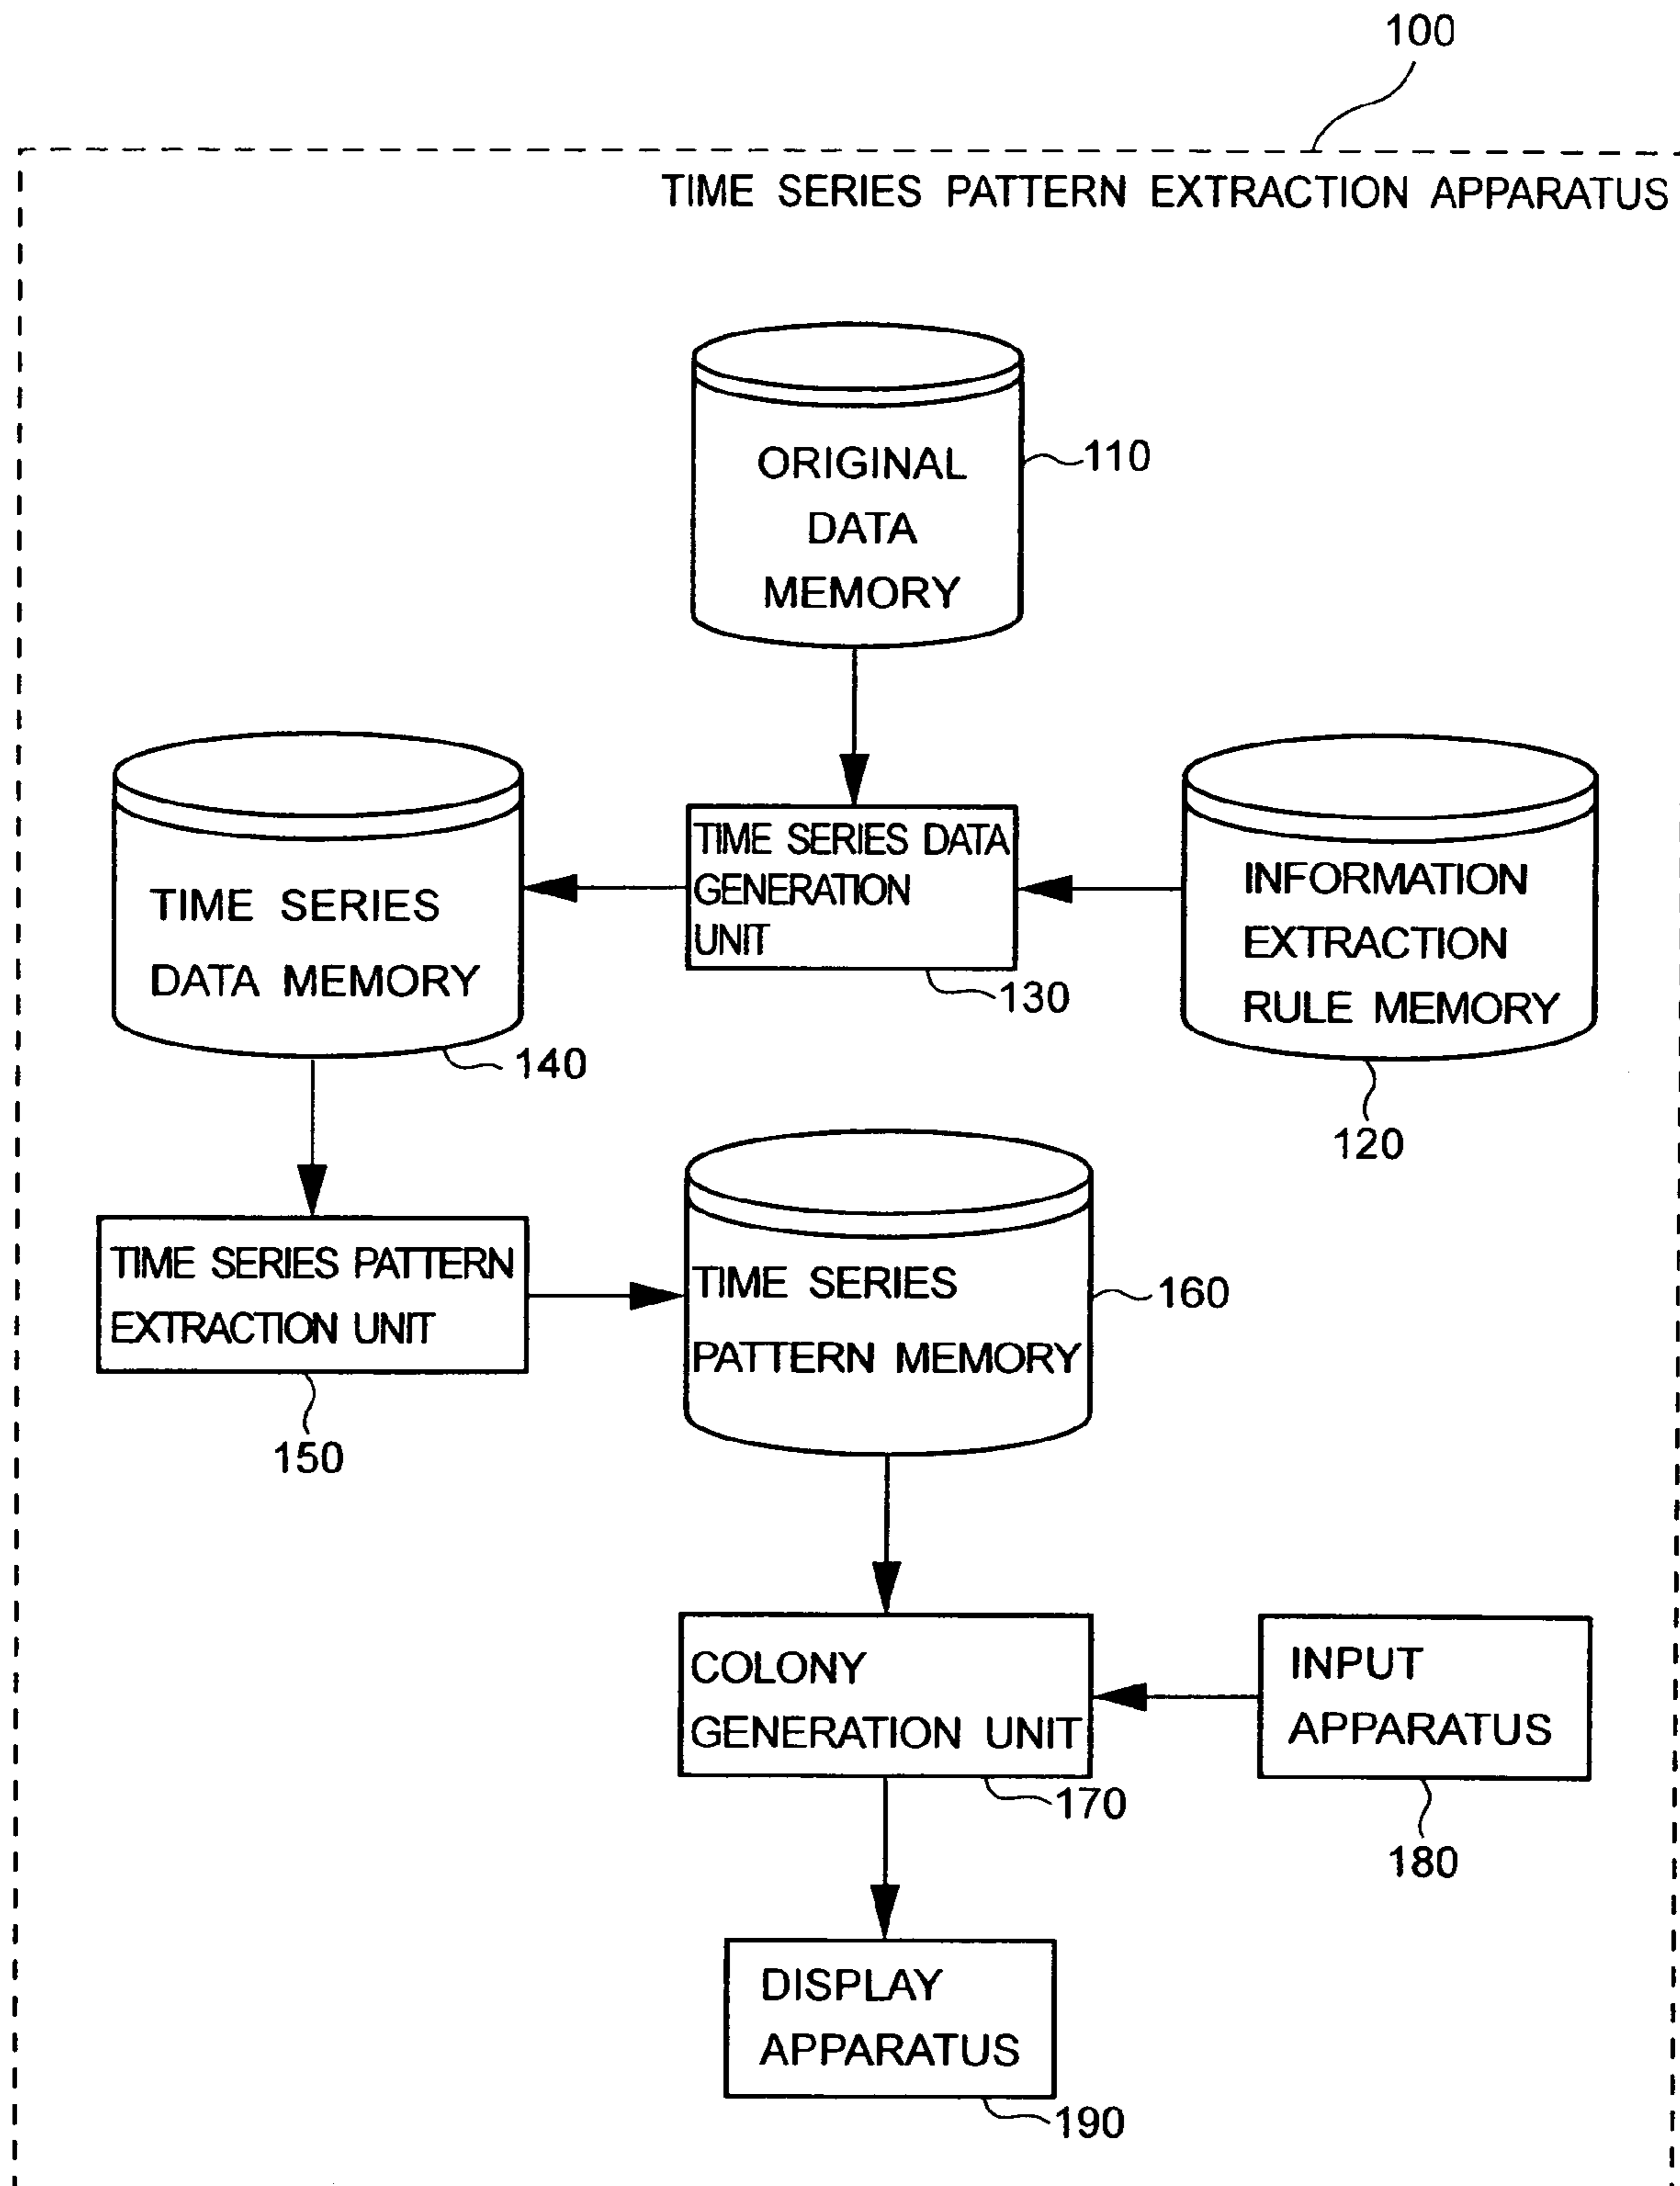 100
TIME SERIES PATTERN EXTRACTION APPARATUS
ORIGINAL
DATA
MEMORY
110
TIME SERIES
DATA MEMORY
140
TIME SERIES DATA
GENERATION
UNIT
130
INFORMATION
EXTRACTION
RULE MEMORY
120
TIME SERIES PATTERN
EXTRACTION UNIT
150
TIME SERIES
PATTERN MEMORY
160
COLONY
GENERATION UNIT
170
INPUT
APPARATUS
180
DISPLAY
APPARATUS
190